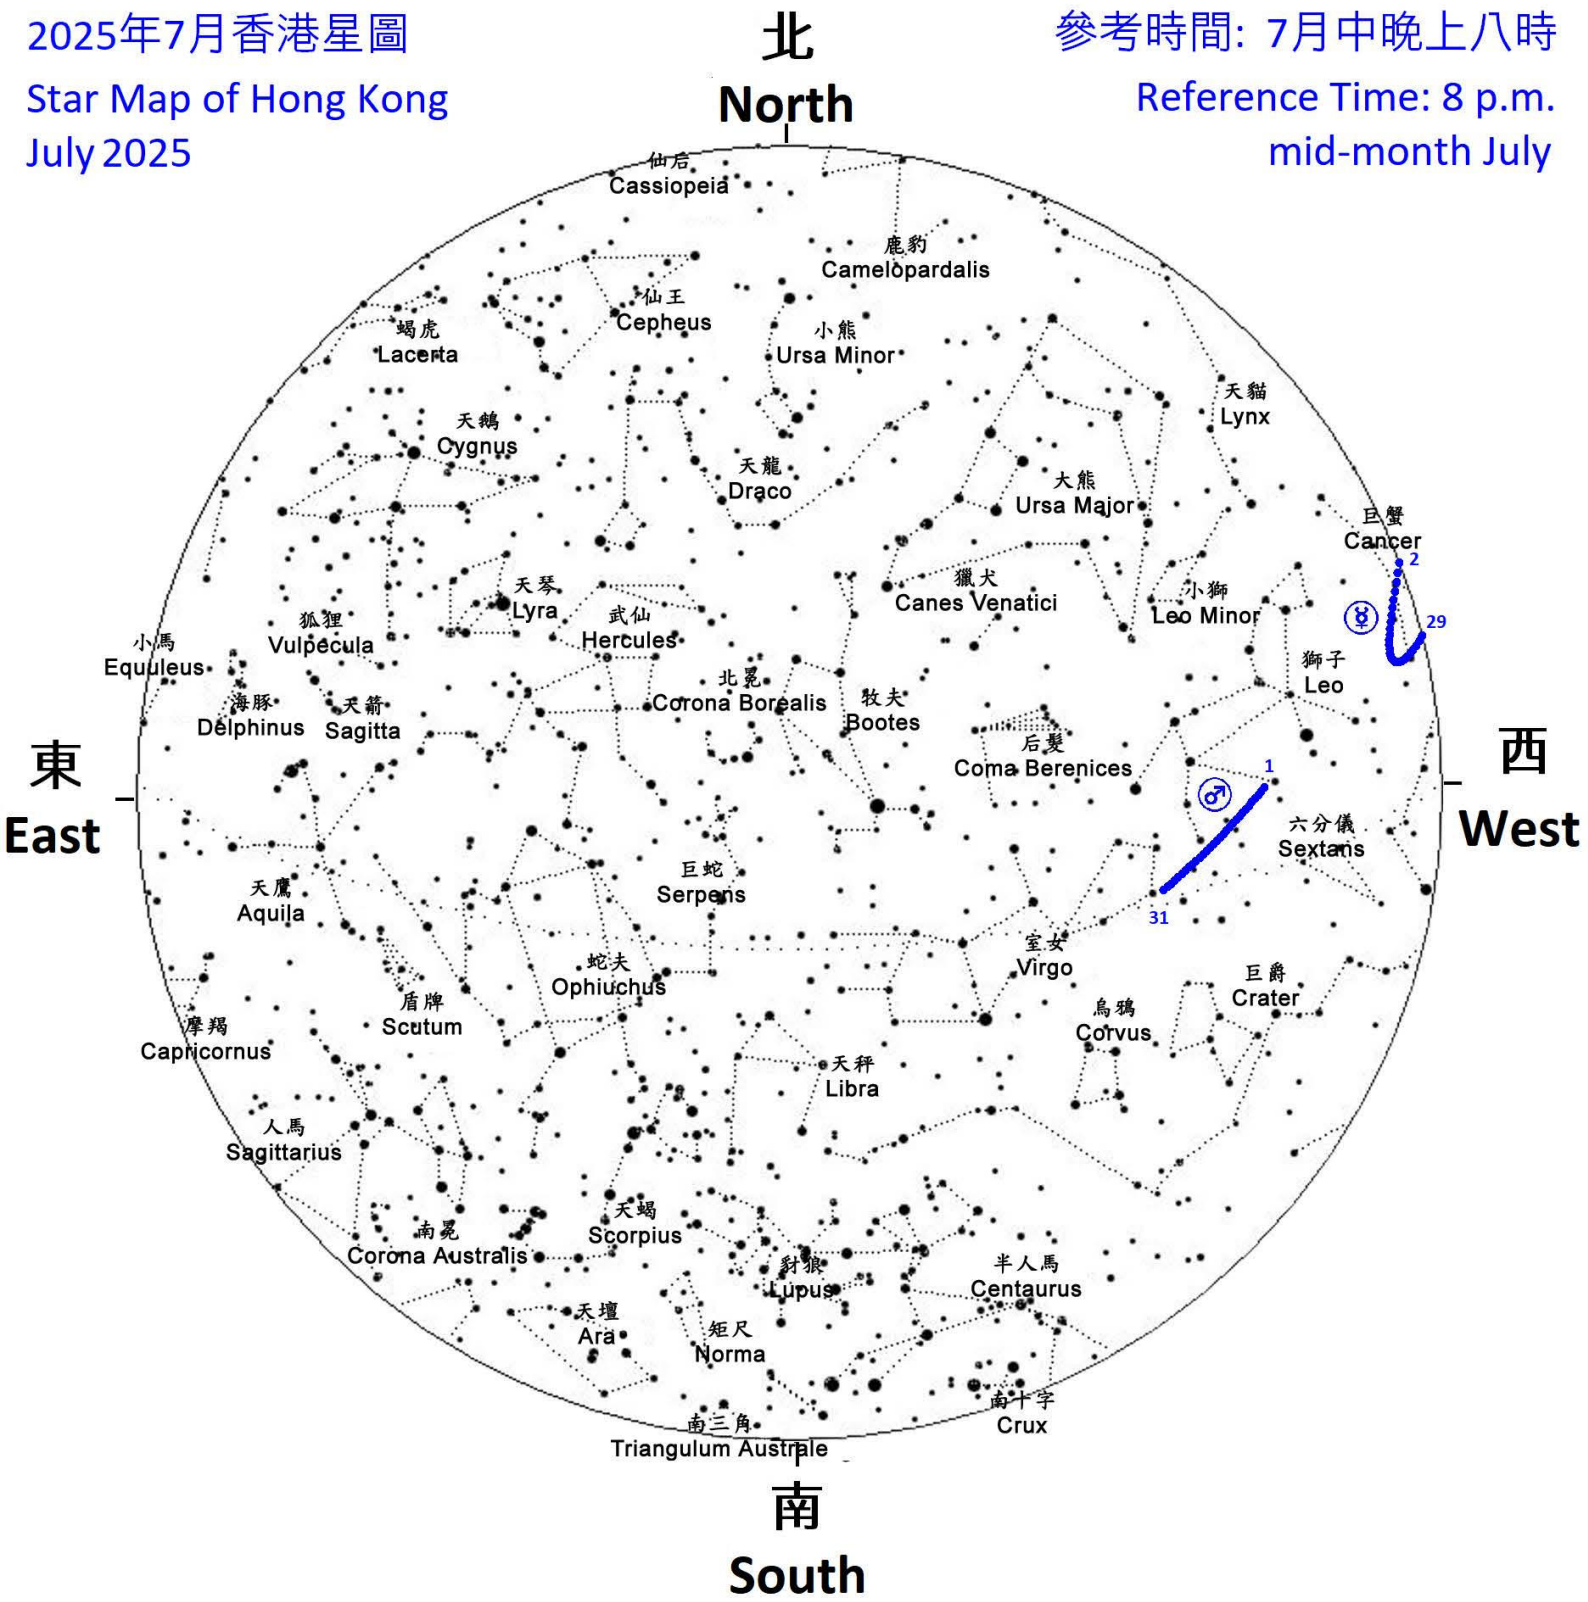 2025年7月香港星圖
Star Map of Hong Kong
July 2025
北
North
參考時間: 7月中晚上八時
Reference Time: 8 p.m.
mid-month July
仙后
Cassiopeia
鹿豹
Camelopardalis
仙王
Cepheus
蝎虎
Lacerta
小熊
Ursa Minor
天貓
Lynx
天鵝
Cygnus
天龍
Draco
大熊
Ursa Major
巨蟹
Cancer
2
天琴
Lyra
武仙
Hercules
獵犬
Canes Venatici
小獅
Leo Minor
☿
29
狐狸
Vulpecula
小馬
Equuleus
獅子
Leo
海豚
Delphinus
天箭
Sagitta
北冕
Corona Borealis
牧夫
Bootes
后髮
Coma Berenices
東
East
西
West
1
♂
六分儀
Sextans
天鷹
Aquila
巨蛇
Serpens
31
室女
Virgo
蛇夫
Ophiuchus
巨爵
Crater
盾牌
Scutum
烏鴉
Corvus
摩羯
Capricornus
天秤
Libra
人馬
Sagittarius
天蝎
Scorpius
南冕
Corona Australis
豺狼
Lupus
半人馬
Centaurus
天壇
Ara
矩尺
Norma
南十字
Crux
南三角
Triangulum Australe
南
South